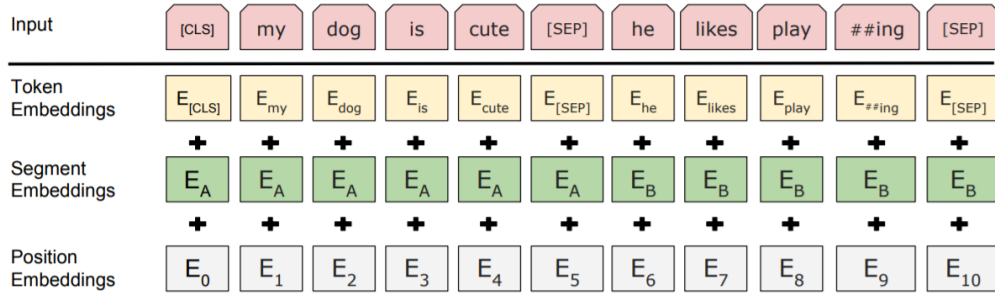 Input [CLS] my dog is cute [SEP] he likes play ##ing [SEP]
Token Embeddings E[CLS] Emy Edog Eis Ecute E[SEP] Ehe Elikes Eplay E##ing E[SEP]
+ + + + + + + + + + +
Segment Embeddings EA EA EA EA EA EA EB EB EB EB EB
+ + + + + + + + + + +
Position Embeddings E0 E1 E2 E3 E4 E5 E6 E7 E8 E9 E10